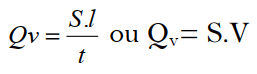 Qv = S.l / t ou Qv= S.V